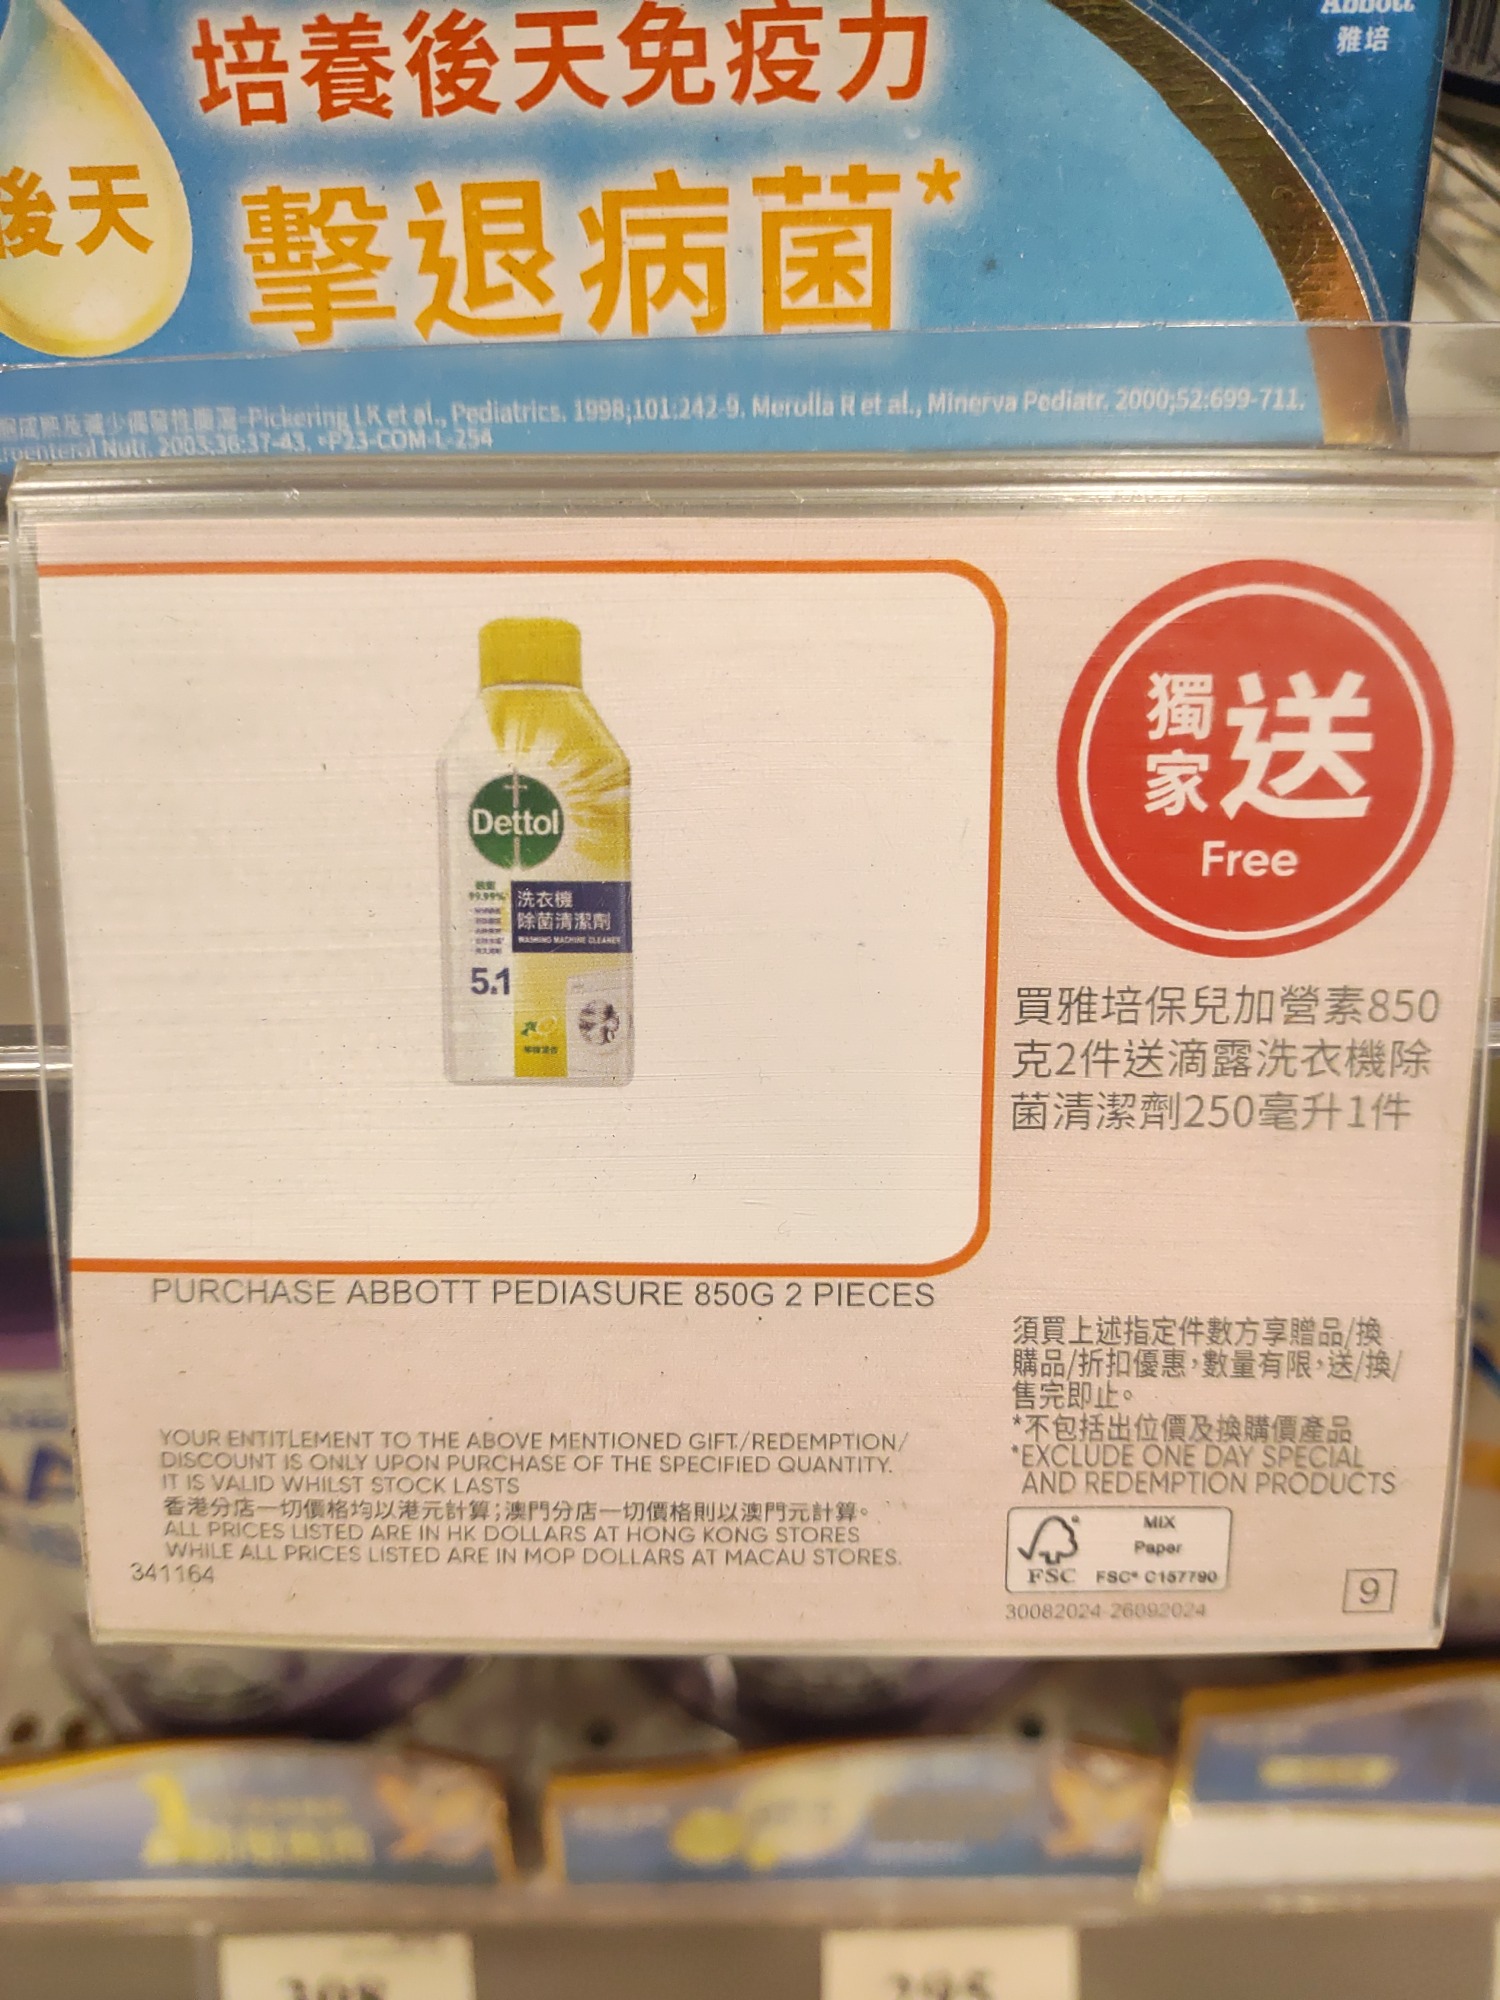 Abbott
雅培
培養後天免疫力
後天
擊退病菌*
Pickering LK et al., Pediatrics. 1998;101:242-9. Merolla R et al., Minerva Pediatr. 2000;52:699-711.
Nutr. 2003;36:37-43. P23-COM-L-254
獨家
送
Free
Dettol
99.99%
洗衣機
除菌清潔劑
WASHING MACHINE CLEANER
5.1
買雅培保兒加營素850
克2件送滴露洗衣機除
菌清潔劑250毫升1件
PURCHASE ABBOTT PEDIASURE 850G 2 PIECES
須買上述指定件數方享贈品/換
購品/折扣優惠，數量有限，送/換/
售完即止。
*不包括出位價及換購價產品
*EXCLUDE ONE DAY SPECIAL
AND REDEMPTION PRODUCTS
YOUR ENTITLEMENT TO THE ABOVE MENTIONED GIFT/REDEMPTION/
DISCOUNT IS ONLY UPON PURCHASE OF THE SPECIFIED QUANTITY.
IT IS VALID WHILST STOCK LASTS
香港分店一切價格均以港元計算；澳門分店一切價格則以澳門元計算。
ALL PRICES LISTED ARE IN HK DOLLARS AT HONG KONG STORES
WHILE ALL PRICES LISTED ARE IN MOP DOLLARS AT MACAU STORES.
341164
MIX
Paper
FSC
FSC® C157790
30082024-26092024
9